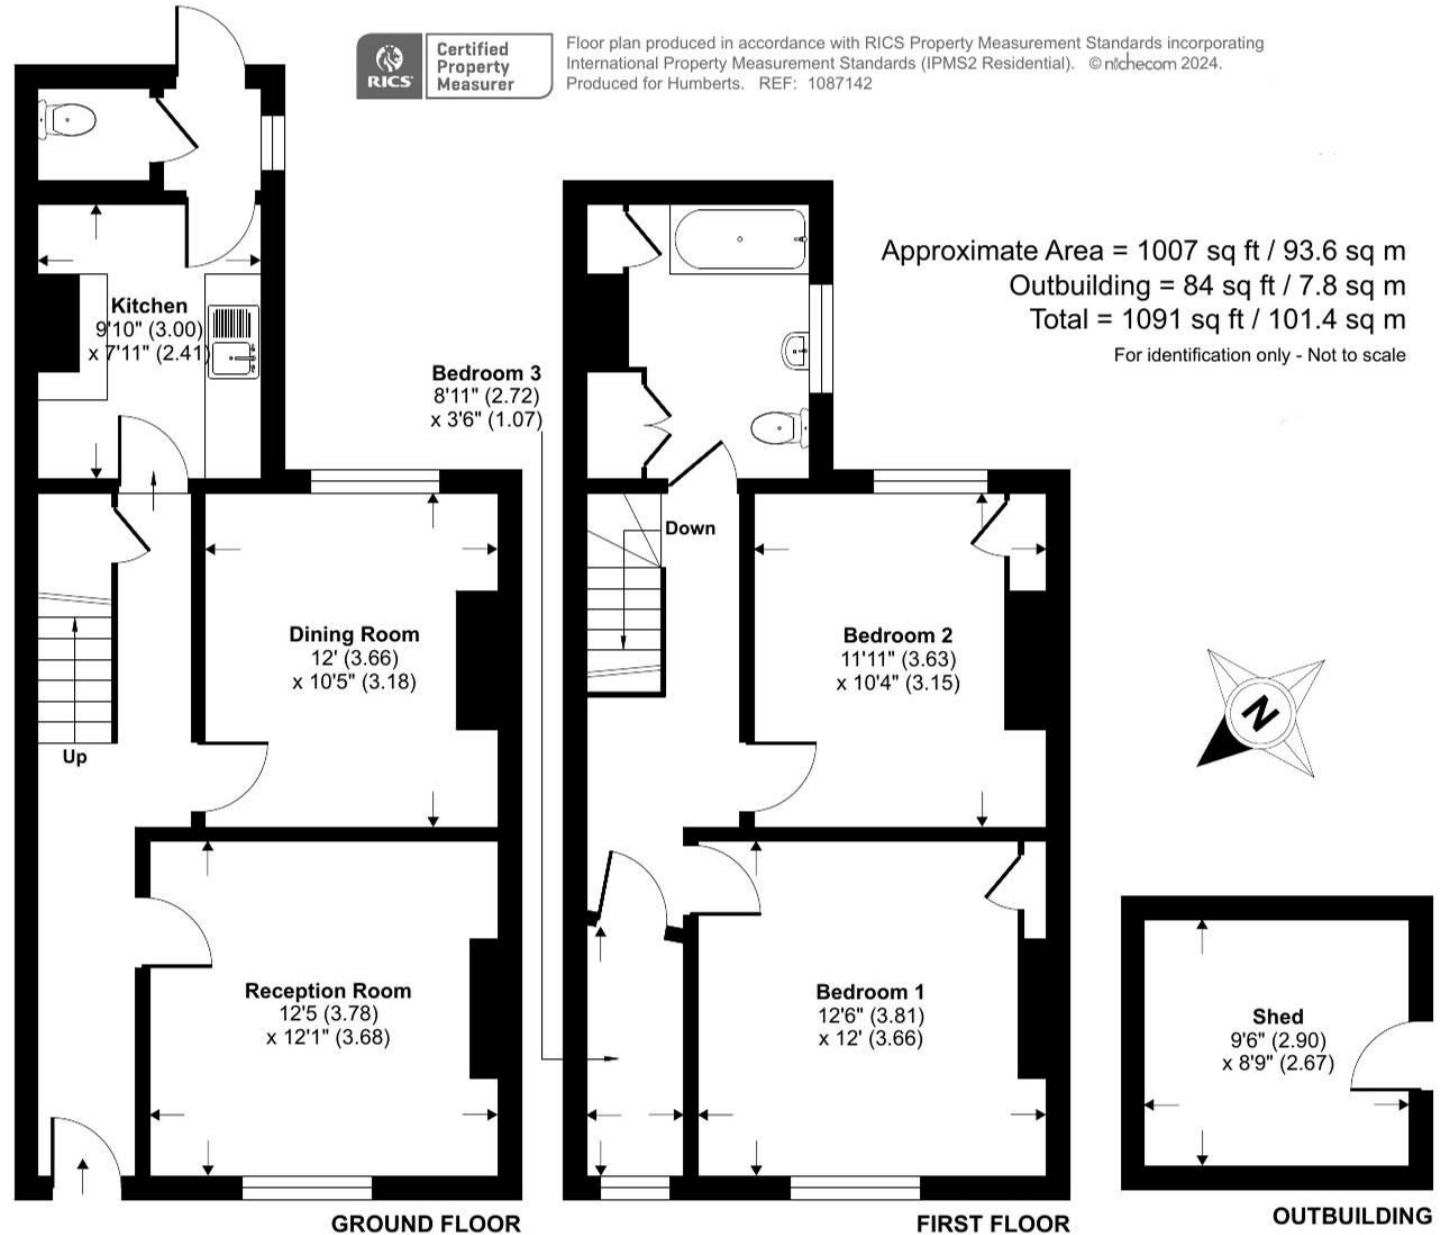 RICS
Certified
Property
Measurer
Floor plan produced in accordance with RICS Property Measurement Standards incorporating
International Property Measurement Standards (IPMS2 Residential). © nichecom 2024.
Produced for Humberts. REF: 1087142
Approximate Area = 1007 sq ft / 93.6 sq m
Outbuilding = 84 sq ft / 7.8 sq m
Total = 1091 sq ft / 101.4 sq m
For identification only - Not to scale
Kitchen
9'10" (3.00)
x 7'11" (2.41)
Bedroom 3
8'11" (2.72)
x 3'6" (1.07)
Down
Dining Room
12' (3.66)
x 10'5" (3.18)
Bedroom 2
11'11" (3.63)
x 10'4" (3.15)
N
Up
Reception Room
12'5 (3.78)
x 12'1" (3.68)
Bedroom 1
12'6" (3.81)
x 12' (3.66)
Shed
9'6" (2.90)
x 8'9" (2.67)
GROUND FLOOR
FIRST FLOOR
OUTBUILDING